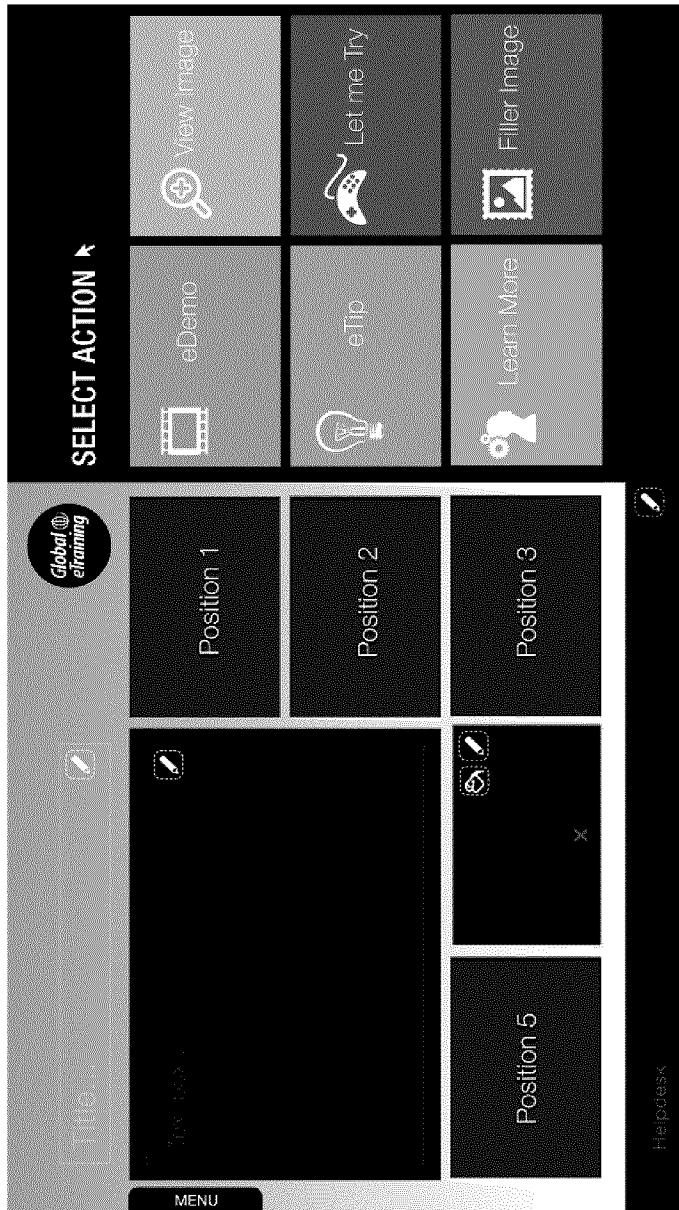 Title...
Global
eTraining
SELECT ACTION
MENU
Position 1
Position 2
Position 3
Position 5
eDemo
View Image
eTip
Let me Try
Learn More
Filler Image
x
Helpdesk